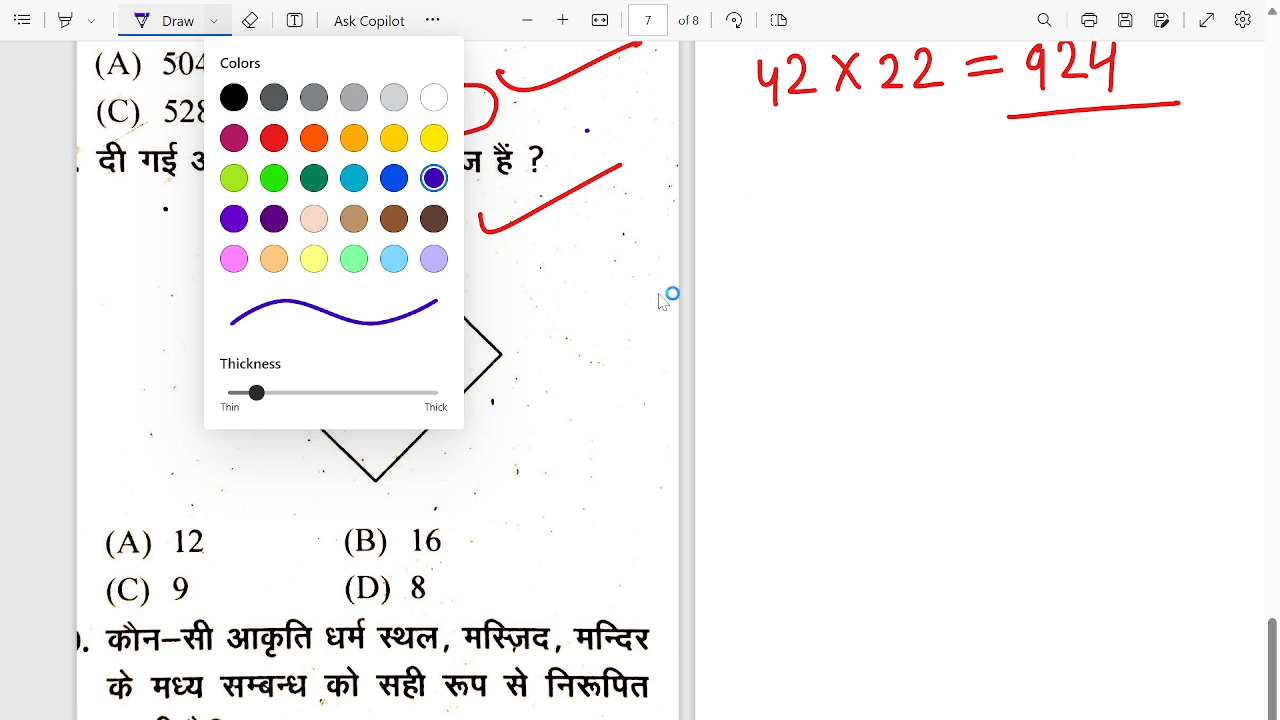 Draw
Ask Copilot
7
of 8
Colors
Thickness
Thin
Thick
(A) 504
(C) 528
दी गई
हैं ?
(A) 12
(B) 16
(C) 9
(D) 8
कौन–सी आकृति धर्म स्थल, मस्ज़िद, मन्दिर
के मध्य सम्बन्ध को सही रूप से निरूपित
42 X 22 = 924